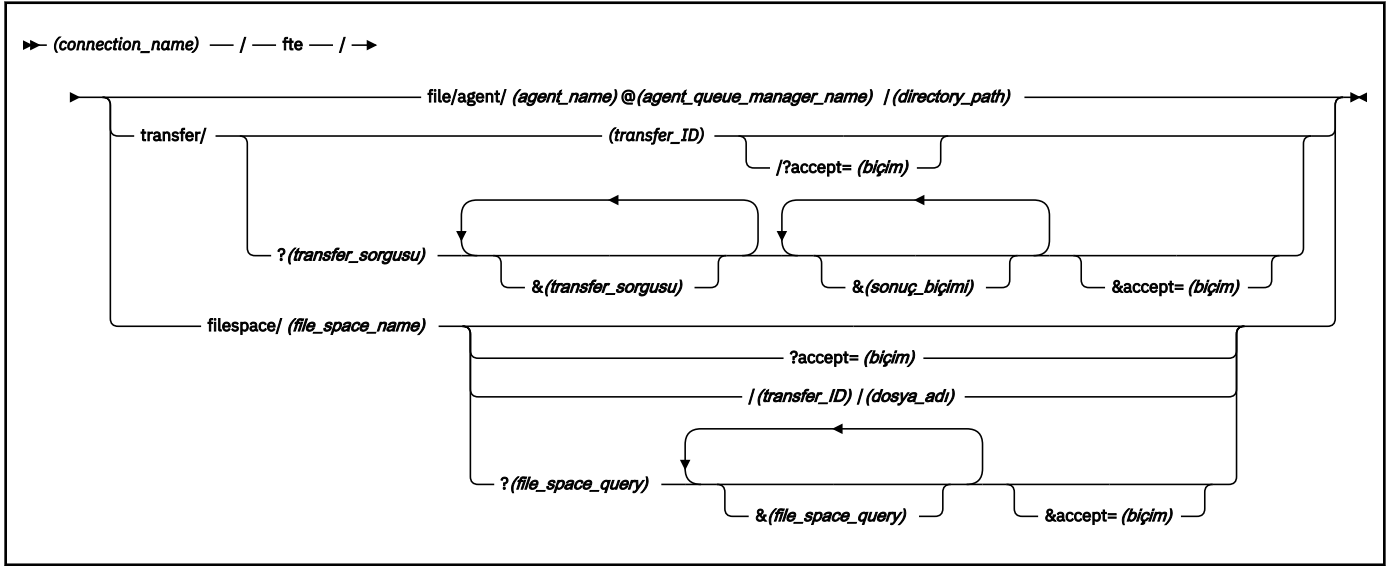 (connection_name) / fte /
file/agent/ (agent_name) @(agent_queue_manager_name) /(directory_path)
transfer/ (transfer_ID)
/?accept= (biçim)
?(transfer_sorgusu)
&(transfer_sorgusu) &(sonuç_biçimi) &accept= (biçim)
filespace/ (file_space_name)
?accept= (biçim)
/(transfer_ID) /(dosya_adı)
?(file_space_query)
&(file_space_query) &accept= (biçim)